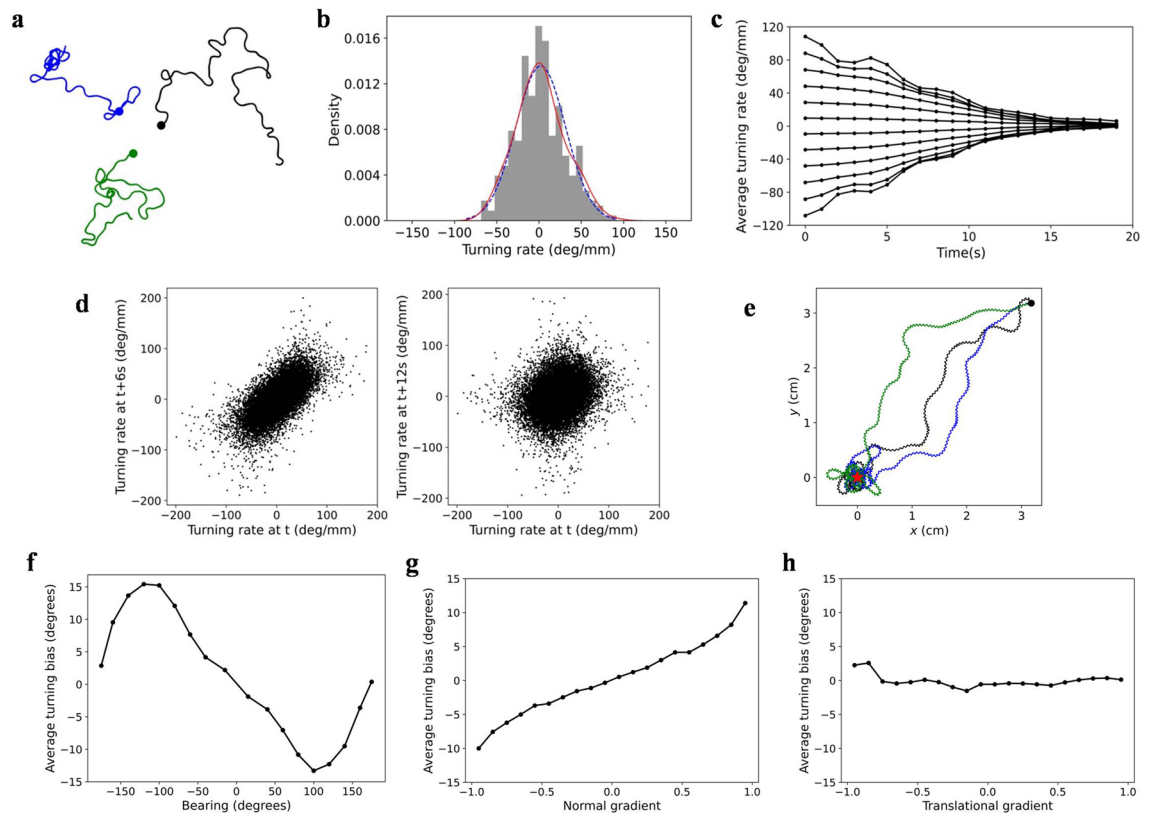 a
b
Density
0.016
0.012
0.008
0.004
0.000
−150 −100 −50 0 50 100 150
Turning rate (deg/mm)
c
Average turning rate (deg/mm)
120
80
40
0
−40
−80
−120
0 5 10 15 20
Time(s)
d
Turning rate at t+6s (deg/mm)
200
100
0
−100
−200
−200 −100 0 100 200
Turning rate at t (deg/mm)
Turning rate at t+12s (deg/mm)
200
100
0
−100
−200
−200 −100 0 100 200
Turning rate at t (deg/mm)
e
y (cm)
3
2
1
0
0 1 2 3
x (cm)
f
Average turning bias (degrees)
15
10
5
0
−5
−10
−15
−150 −100 −50 0 50 100 150
Bearing (degrees)
g
Average turning bias (degrees)
15
10
5
0
−5
−10
−15
−1.0 −0.5 0.0 0.5 1.0
Normal gradient
h
Average turning bias (degrees)
15
10
5
0
−5
−10
−15
−1.0 −0.5 0.0 0.5 1.0
Translational gradient